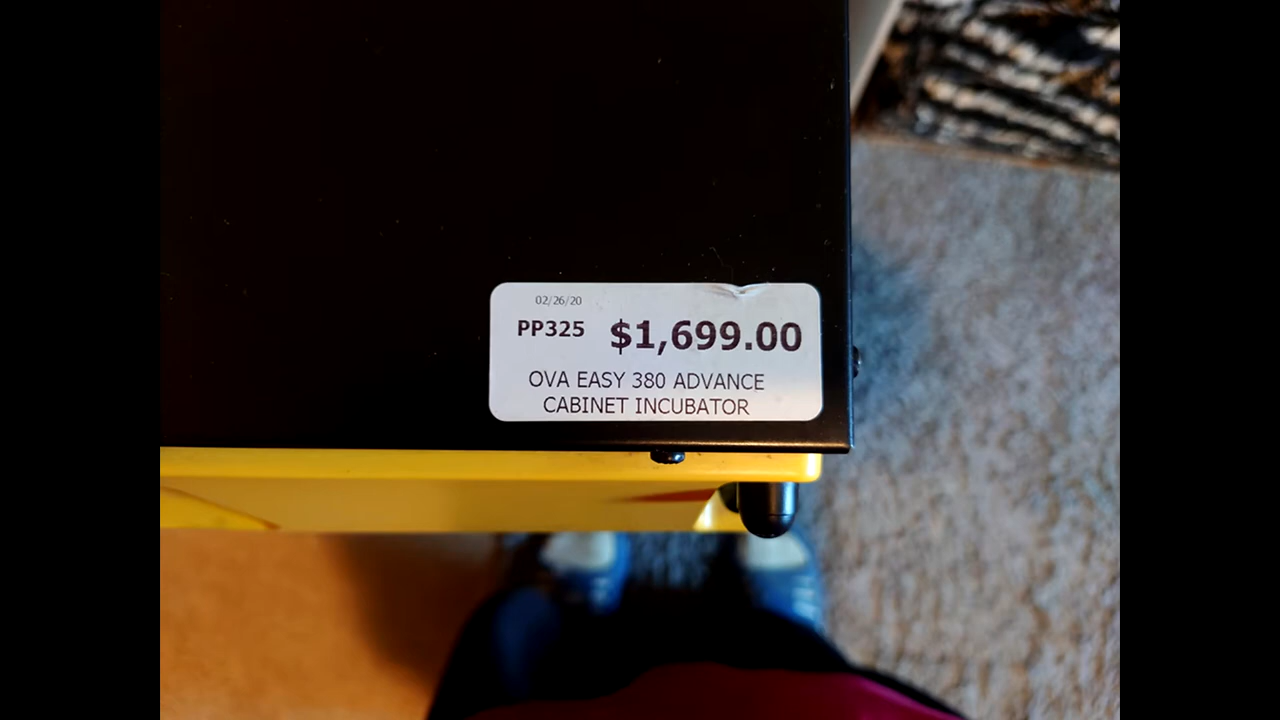 02/26/20
PP325 $1,699.00
OVA EASY 380 ADVANCE
CABINET INCUBATOR